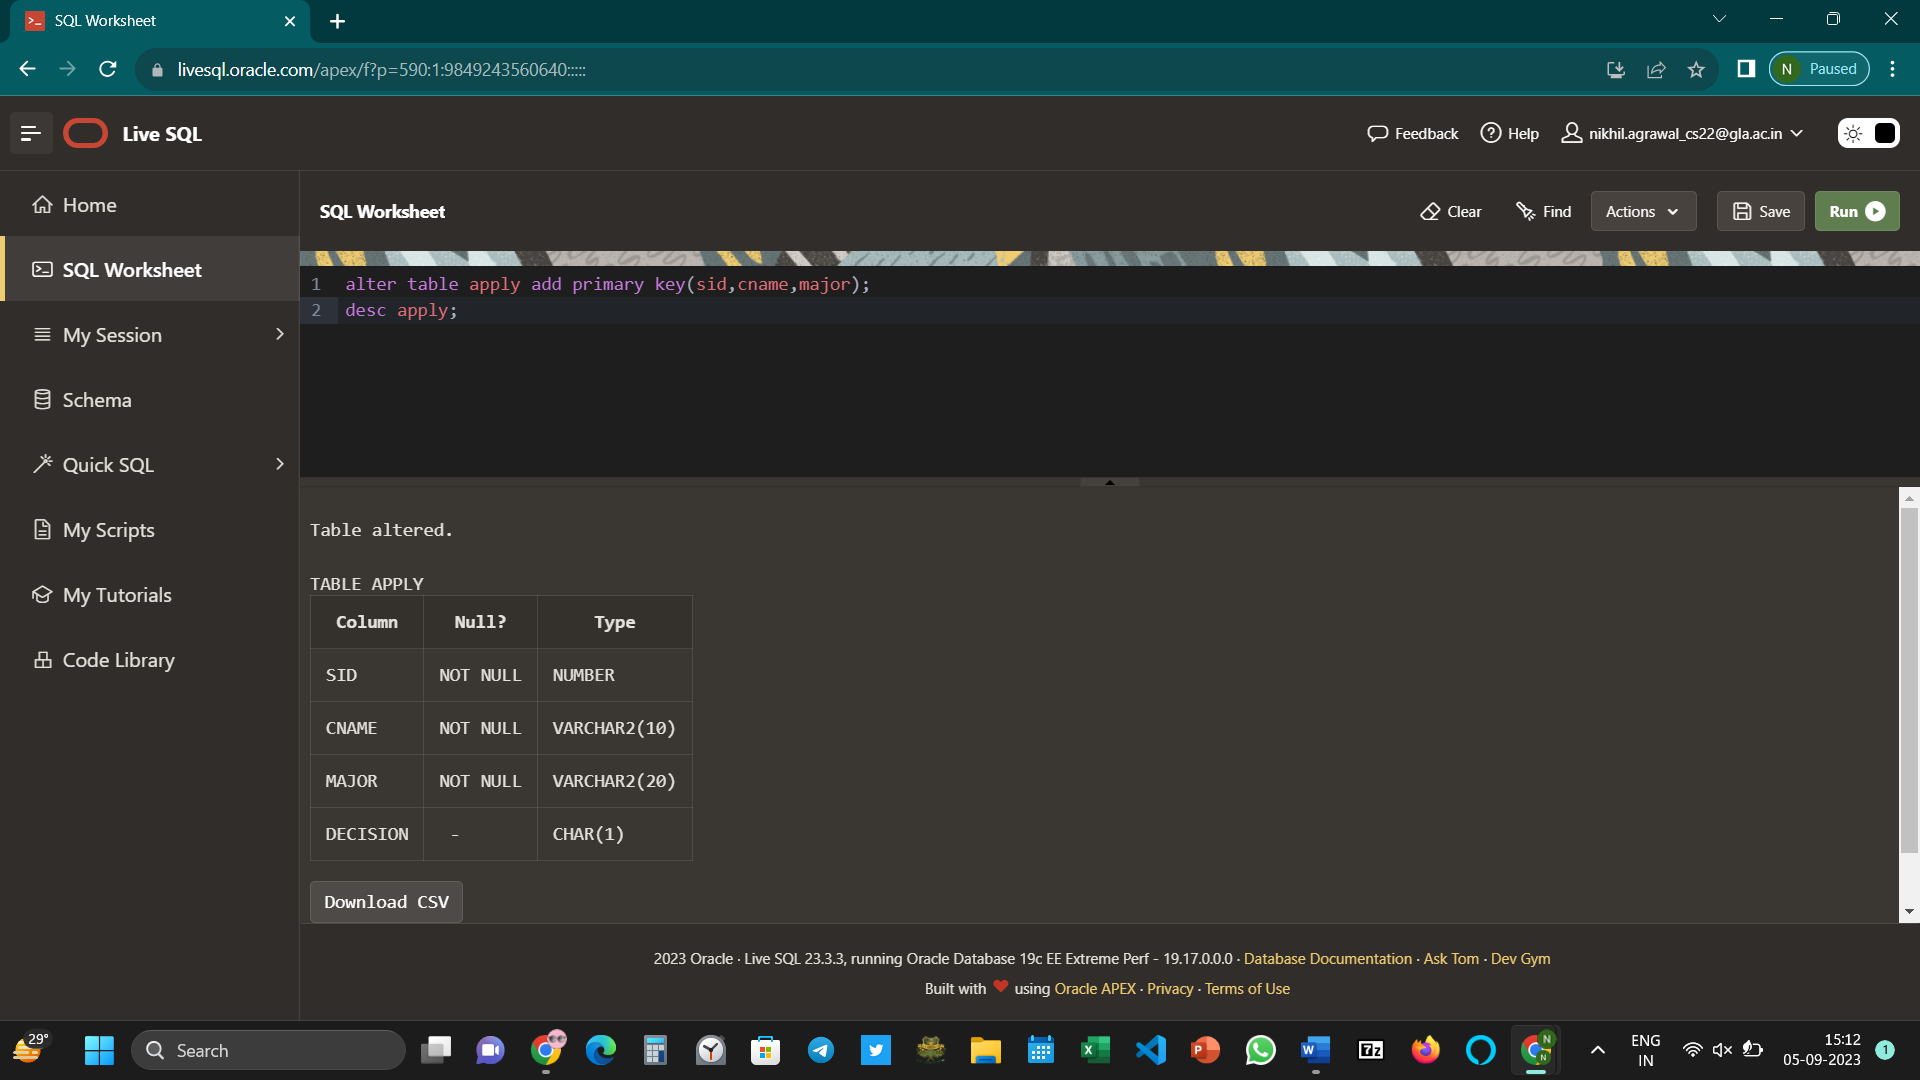 SQL Worksheet
livesql.oracle.com/apex/f?p=590:1:9849243560640:::::
N Paused
Live SQL
Feedback
Help
nikhil.agrawal_cs22@gla.ac.in
Home
SQL Worksheet
My Session
Schema
Quick SQL
My Scripts
My Tutorials
Code Library
SQL Worksheet
Clear
Find
Actions
Save
Run
1 alter table apply add primary key(sid,cname,major);
2 desc apply;
Table altered.
TABLE APPLY
Column Null? Type
SID NOT NULL NUMBER
CNAME NOT NULL VARCHAR2(10)
MAJOR NOT NULL VARCHAR2(20)
DECISION - CHAR(1)
Download CSV
2023 Oracle · Live SQL 23.3.3, running Oracle Database 19c EE Extreme Perf - 19.17.0.0.0 · Database Documentation · Ask Tom · Dev Gym
Built with ❤ using Oracle APEX · Privacy · Terms of Use
29°
Search
X
P
W
7z
N
N
ENG
IN
15:12
05-09-2023
1